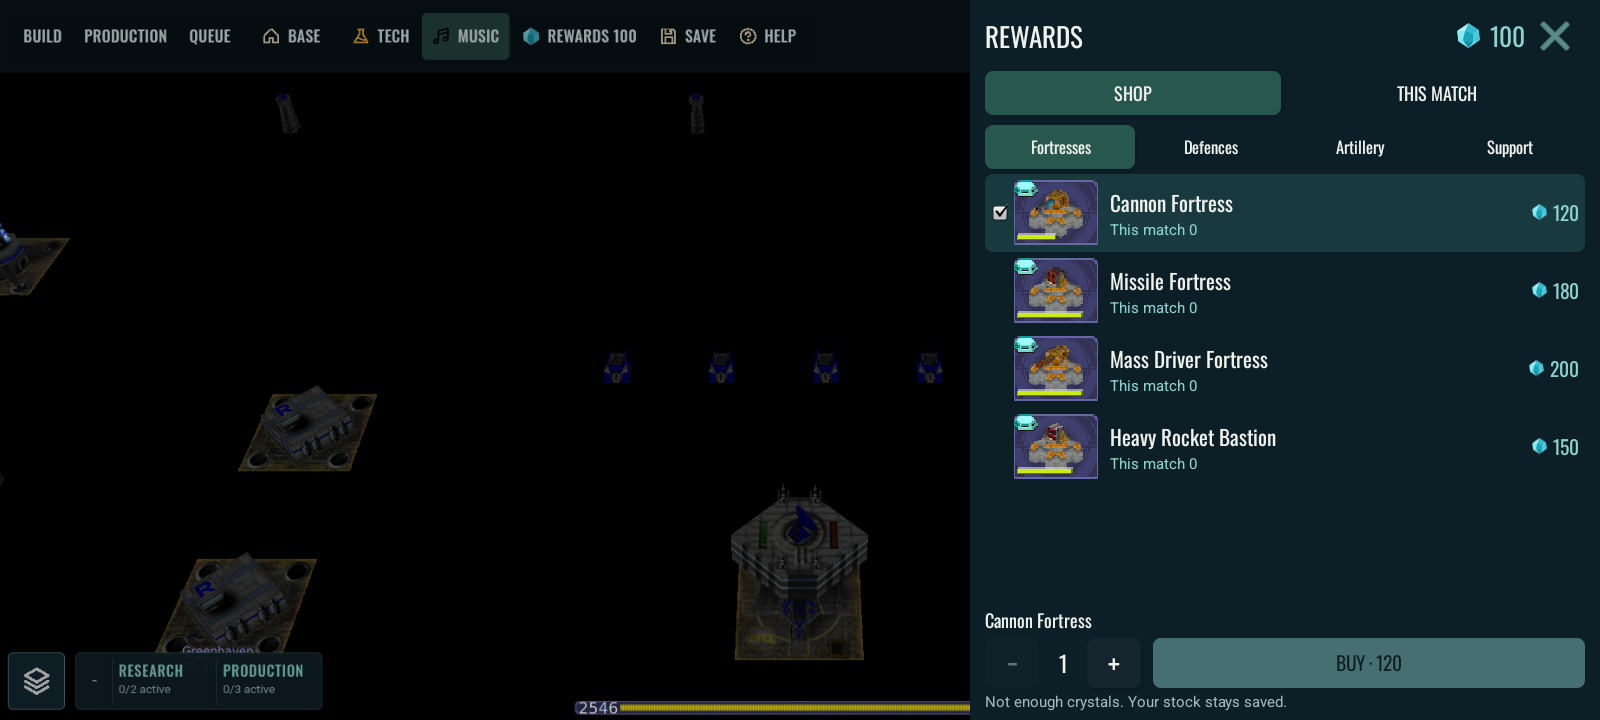 BUILD PRODUCTION QUEUE BASE TECH MUSIC REWARDS 100 SAVE HELP
REWARDS 100
SHOP THIS MATCH
Fortresses Defences Artillery Support
Cannon Fortress
This match 0
120
Missile Fortress
This match 0
180
Mass Driver Fortress
This match 0
200
Heavy Rocket Bastion
This match 0
150
R
R
HQ
Greenhaven
- RESEARCH PRODUCTION
0/2 active 0/3 active
2546
Cannon Fortress
− 1 + BUY · 120
Not enough crystals. Your stock stays saved.